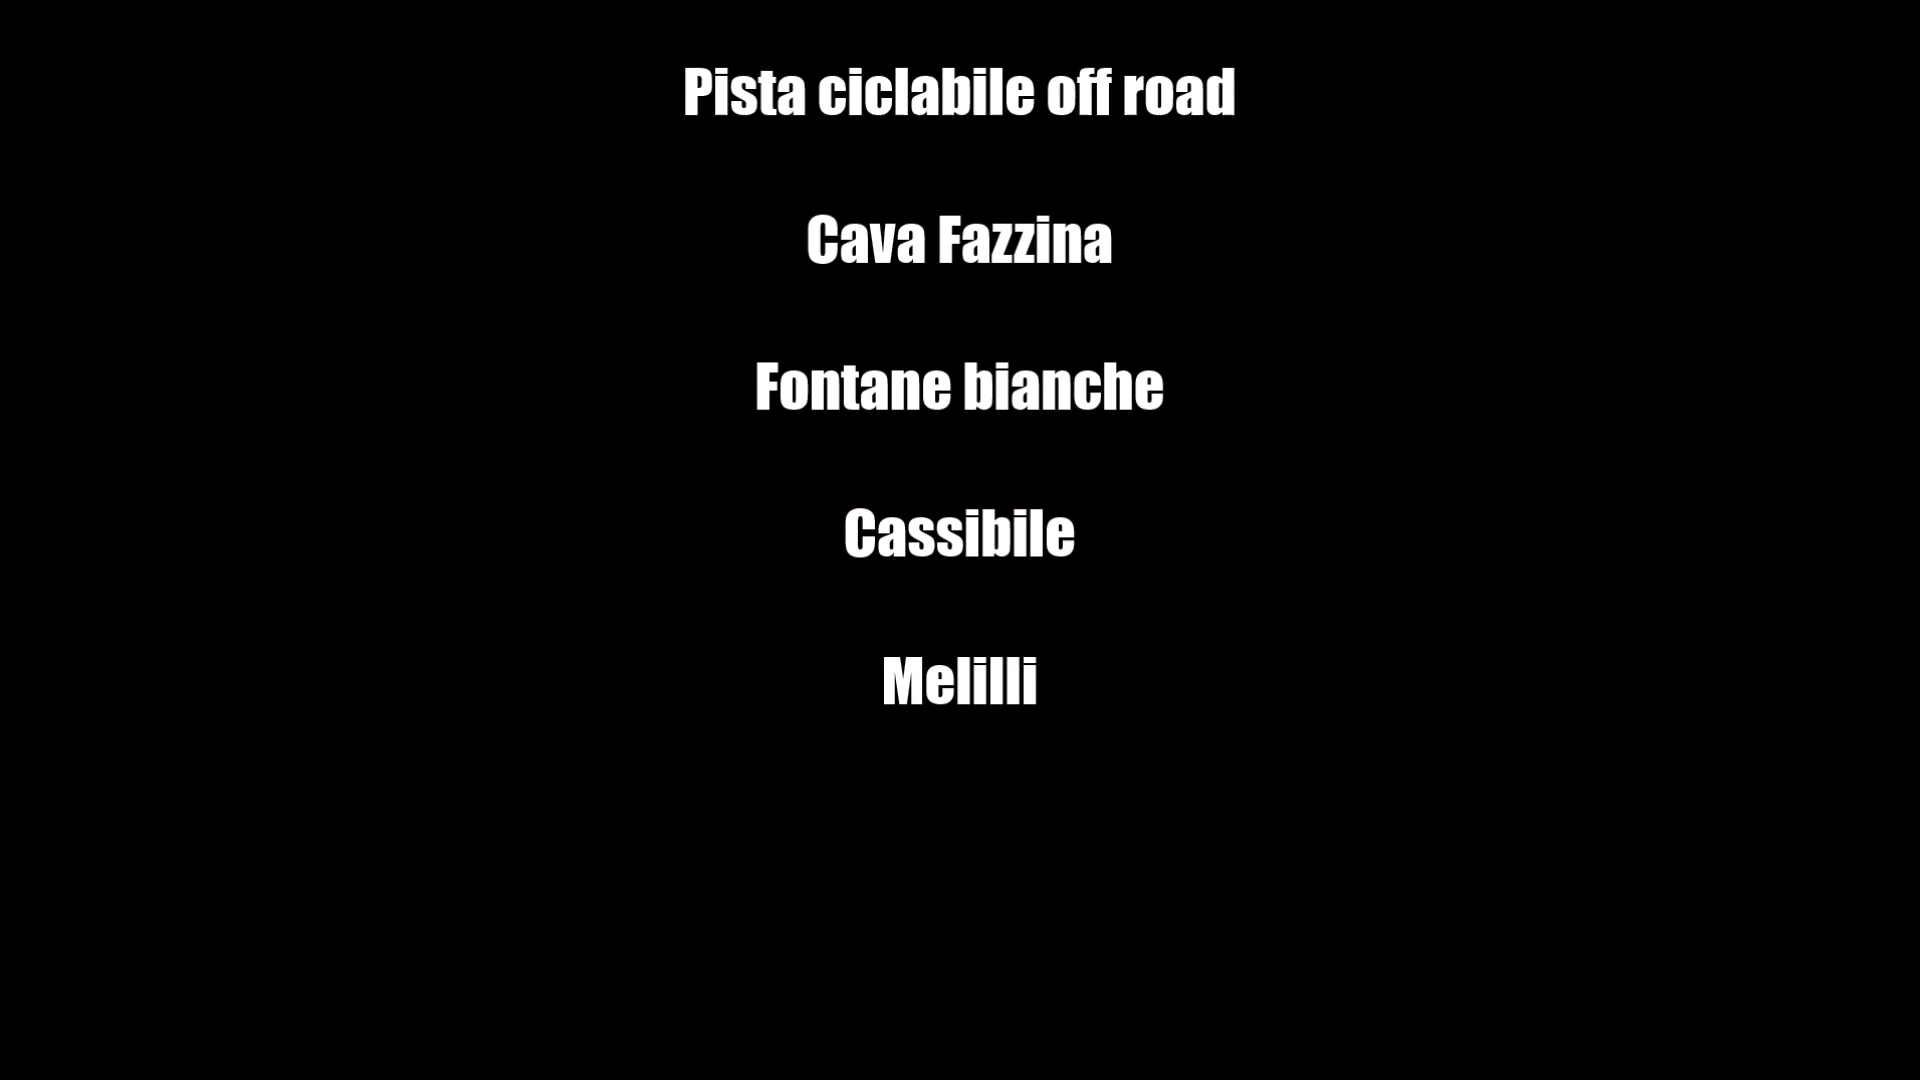 Pista ciclabile off road
Cava Fazzina
Fontane bianche
Cassibile
Melilli